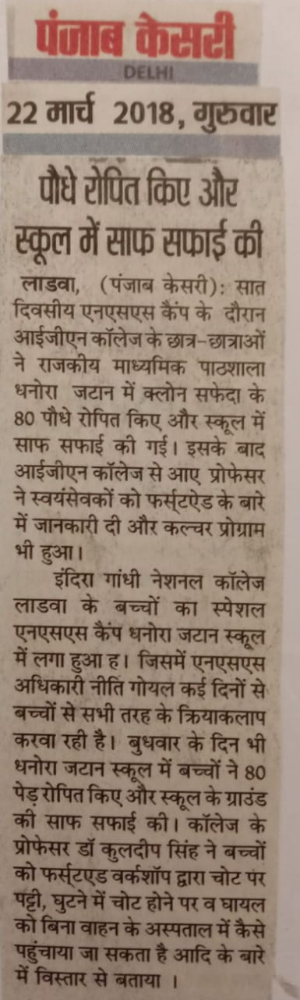 पंजाब केसरी
DELHI
22 मार्च 2018, गुरुवार
पौधे रोपित किए और
स्कूल में साफ सफाई की
लाडवा, (पंजाब केसरी): सात
दिवसीय एनएसएस कैंप के दौरान
आईजीएन कॉलेज के छात्र-छात्राओं
ने राजकीय माध्यमिक पाठशाला
धनोरा जटान में क्लोन सफेदा के
80 पौधे रोपित किए और स्कूल में
साफ सफाई की गई। इसके बाद
आईजीएन कॉलेज से आए प्रोफेसर
ने स्वयंसेवकों को फर्स्टऐड के बारे
में जानकारी दी और कल्चर प्रोग्राम
भी हुआ।
इंदिरा गांधी नेशनल कॉलेज
लाडवा के बच्चों का स्पेशल
एनएसएस कैंप धनोरा जटान स्कूल
में लगा हुआ ह। जिसमें एनएसएस
अधिकारी नीति गोयल कई दिनों से
बच्चों से सभी तरह के क्रियाकलाप
करवा रही है। बुधवार के दिन भी
धनोरा जटान स्कूल में बच्चों ने 80
पेड़ रोपित किए और स्कूल के ग्राउंड
की साफ सफाई की। कॉलेज के
प्रोफेसर डॉ कुलदीप सिंह ने बच्चों
को फर्स्टएड वर्कशॉप द्वारा चोट पर
पट्टी, घुटने में चोट होने पर व घायल
को बिना वाहन के अस्पताल में कैसे
पहुंचाया जा सकता है आदि के बारे
में विस्तार से बताया ।